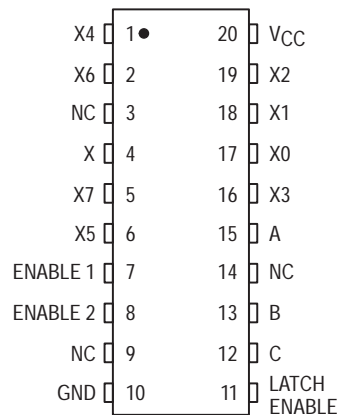 X4 1 20 VCC
X6 2 19 X2
NC 3 18 X1
X 4 17 X0
X7 5 16 X3
X5 6 15 A
ENABLE 1 7 14 NC
ENABLE 2 8 13 B
NC 9 12 C
GND 10 11 LATCH
ENABLE